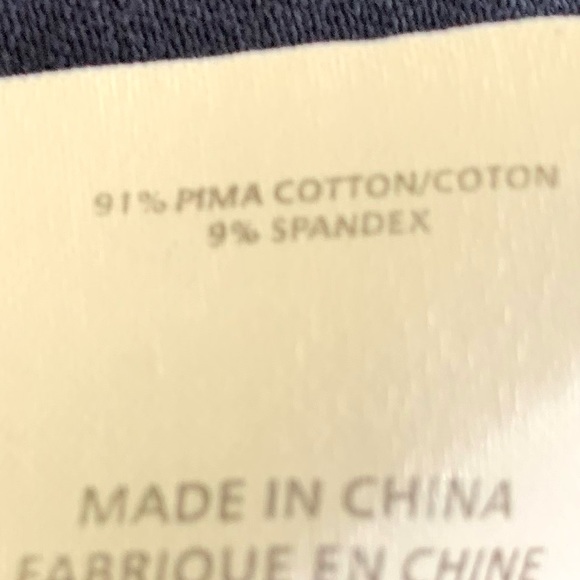 91% PIMA COTTON/COTON
9% SPANDEX
MADE IN CHINA
FABRIQUE EN CHINE